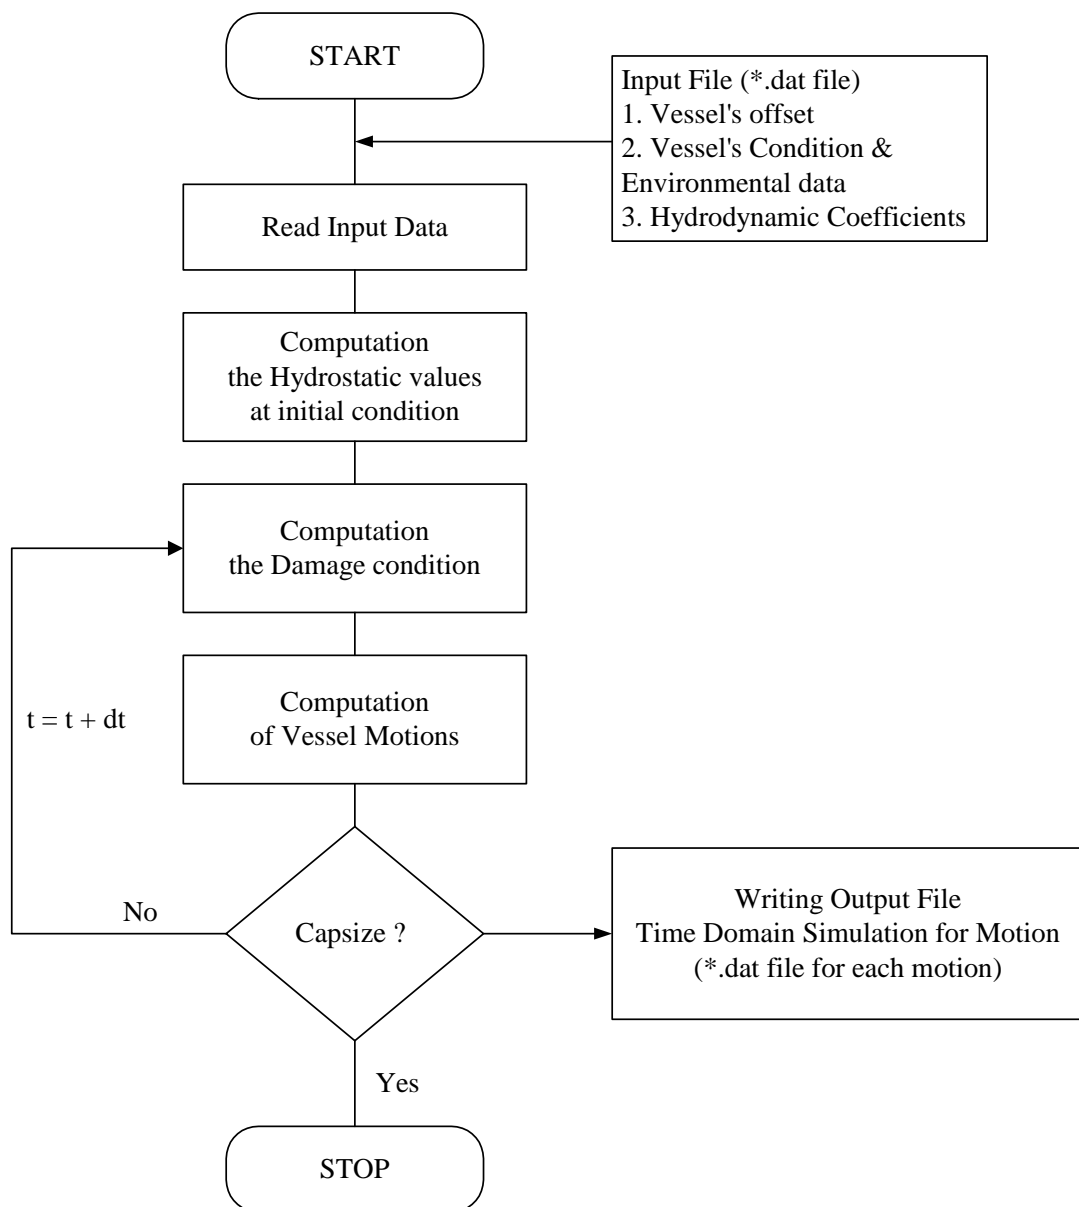 START
Input File (*.dat file)
1. Vessel's offset
2. Vessel's Condition &
Environmental data
3. Hydrodynamic Coefficients
Read Input Data
Computation
the Hydrostatic values
at initial condition
Computation
the Damage condition
Computation
of Vessel Motions
t = t + dt
No
Capsize ?
Writing Output File
Time Domain Simulation for Motion
(*.dat file for each motion)
Yes
STOP